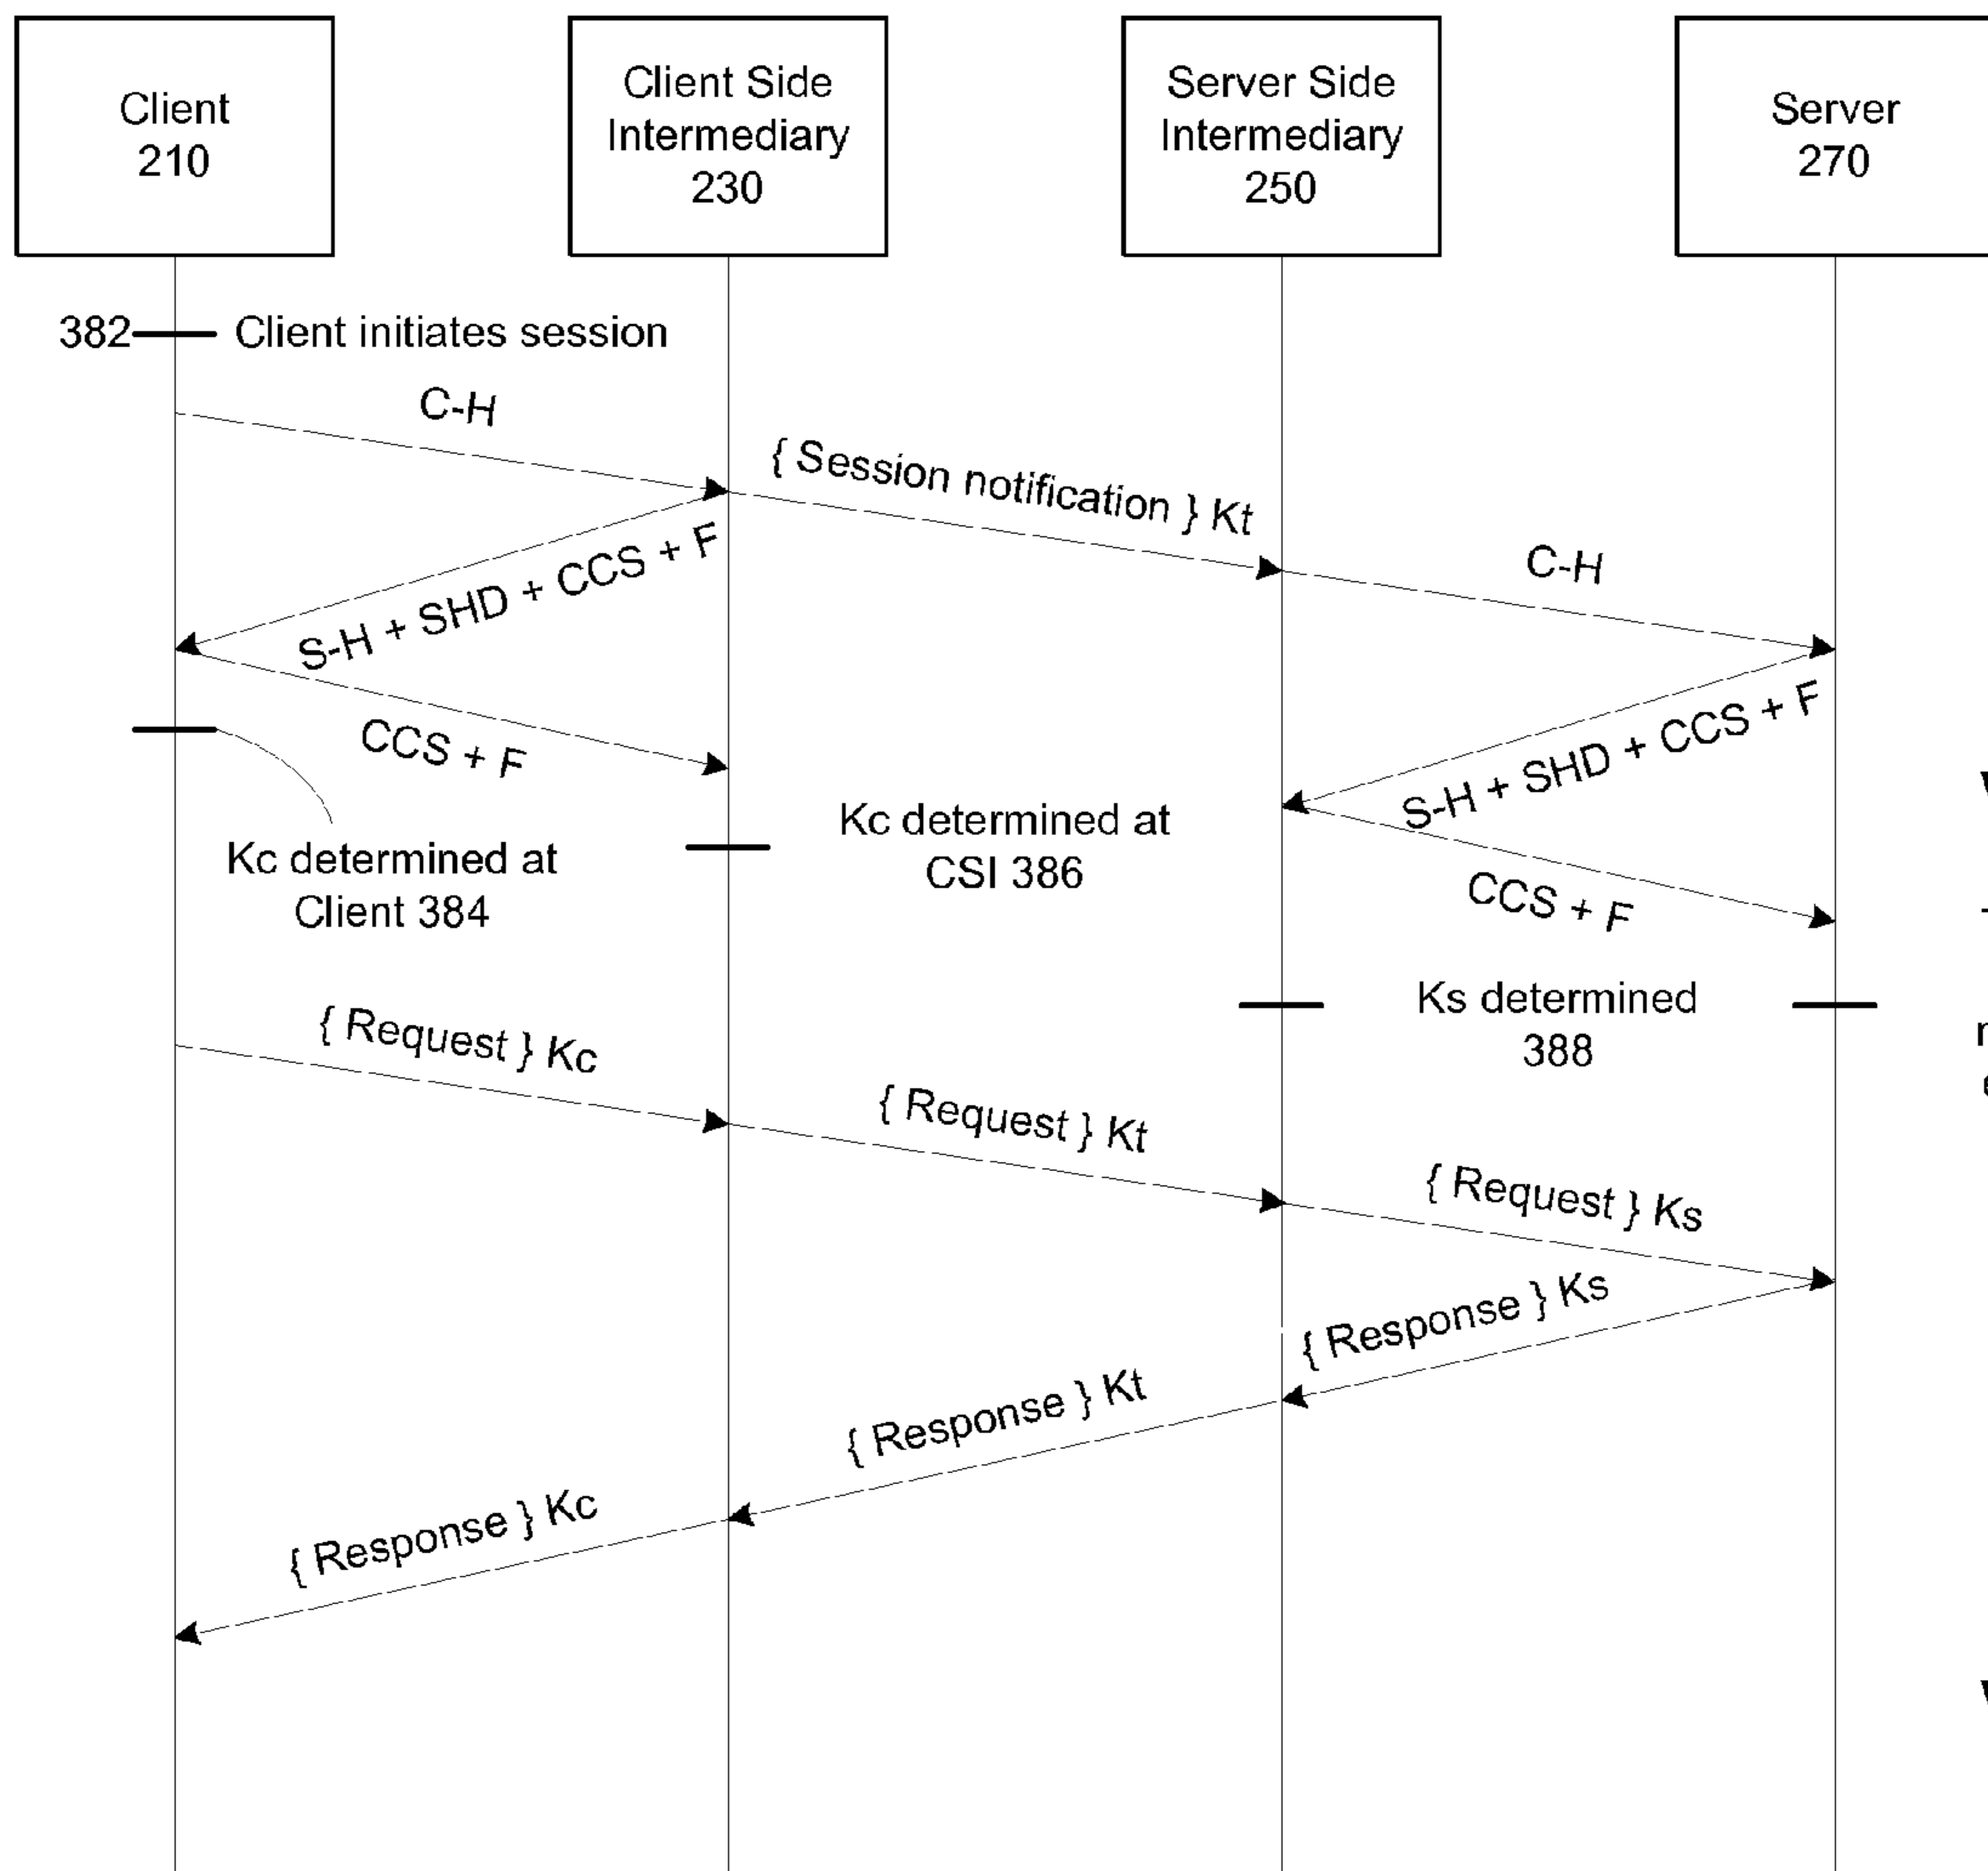 Client
210
Client Side
Intermediary
230
Server Side
Intermediary
250
Server
270
382
Client initiates session
C-H
{ Session notification } Kt
C-H
S-H + SHD + CCS + F
CCS + F
S-H + SHD + CCS + F
Kc determined at
CSI 386
Kc determined at
Client 384
CCS + F
Ks determined
388
{ Request } Kc
{ Request } Kt
{ Request } Ks
{ Response } Ks
{ Response } Kt
{ Response } Kc